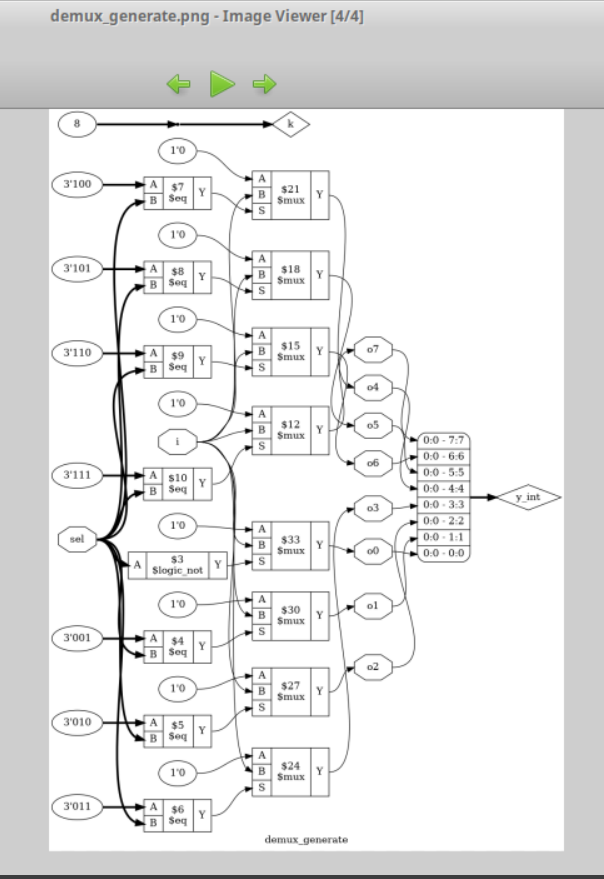 demux_generate.png - Image Viewer [4/4]
8
k
1'0
3'100
A
B
$7
$eq
Y
A
B
S
$21
$mux
Y
1'0
3'101
A
B
$8
$eq
Y
A
B
S
$18
$mux
Y
1'0
3'110
A
B
$9
$eq
Y
A
B
S
$15
$mux
Y
1'0
i
A
B
S
$12
$mux
Y
3'111
A
B
$10
$eq
Y
o7
o4
o5
o6
o3
o0
o1
o2
0:0 - 7:7
0:0 - 6:6
0:0 - 5:5
0:0 - 4:4
0:0 - 3:3
0:0 - 2:2
0:0 - 1:1
0:0 - 0:0
y_int
sel
1'0
A
$3
$logic_not
Y
A
B
S
$33
$mux
Y
1'0
3'001
A
B
$4
$eq
Y
A
B
S
$30
$mux
Y
1'0
3'010
A
B
$5
$eq
Y
A
B
S
$27
$mux
Y
1'0
3'011
A
B
$6
$eq
Y
A
B
S
$24
$mux
Y
demux_generate